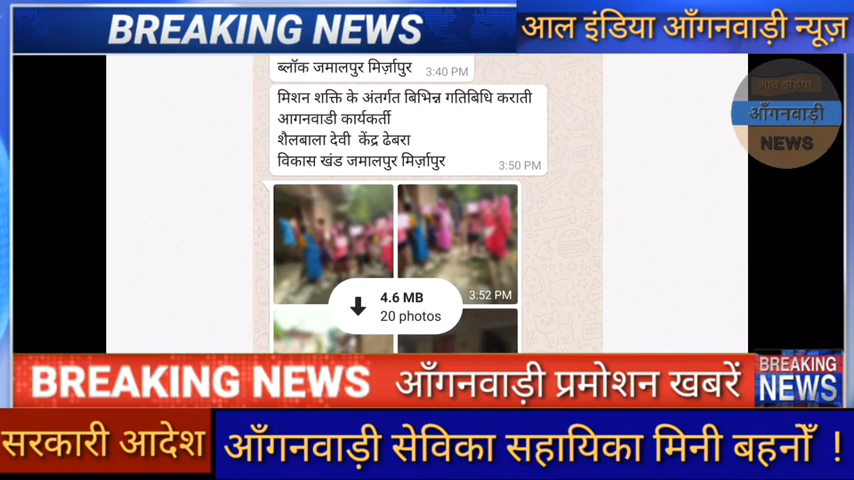 BREAKING NEWS
आल इंडिया आँगनवाड़ी न्यूज़
ब्लॉक जमालपुर मिर्ज़ापुर
3:40 PM
आल इंडिया
आँगनवाड़ी
NEWS
मिशन शक्ति के अंतर्गत बिभिन्न गतिबिधि कराती
आगनवाडी कार्यकर्ती
शैलबाला देवी केंद्र ढेबरा
विकास खंड जमालपुर मिर्ज़ापुर
3:50 PM
4.6 MB
20 photos
3:52 PM
BREAKING NEWS
आँगनवाड़ी प्रमोशन खबरें
BREAKING
NEWS
सरकारी आदेश
आँगनवाड़ी सेविका सहायिका मिनी बहनोँ !